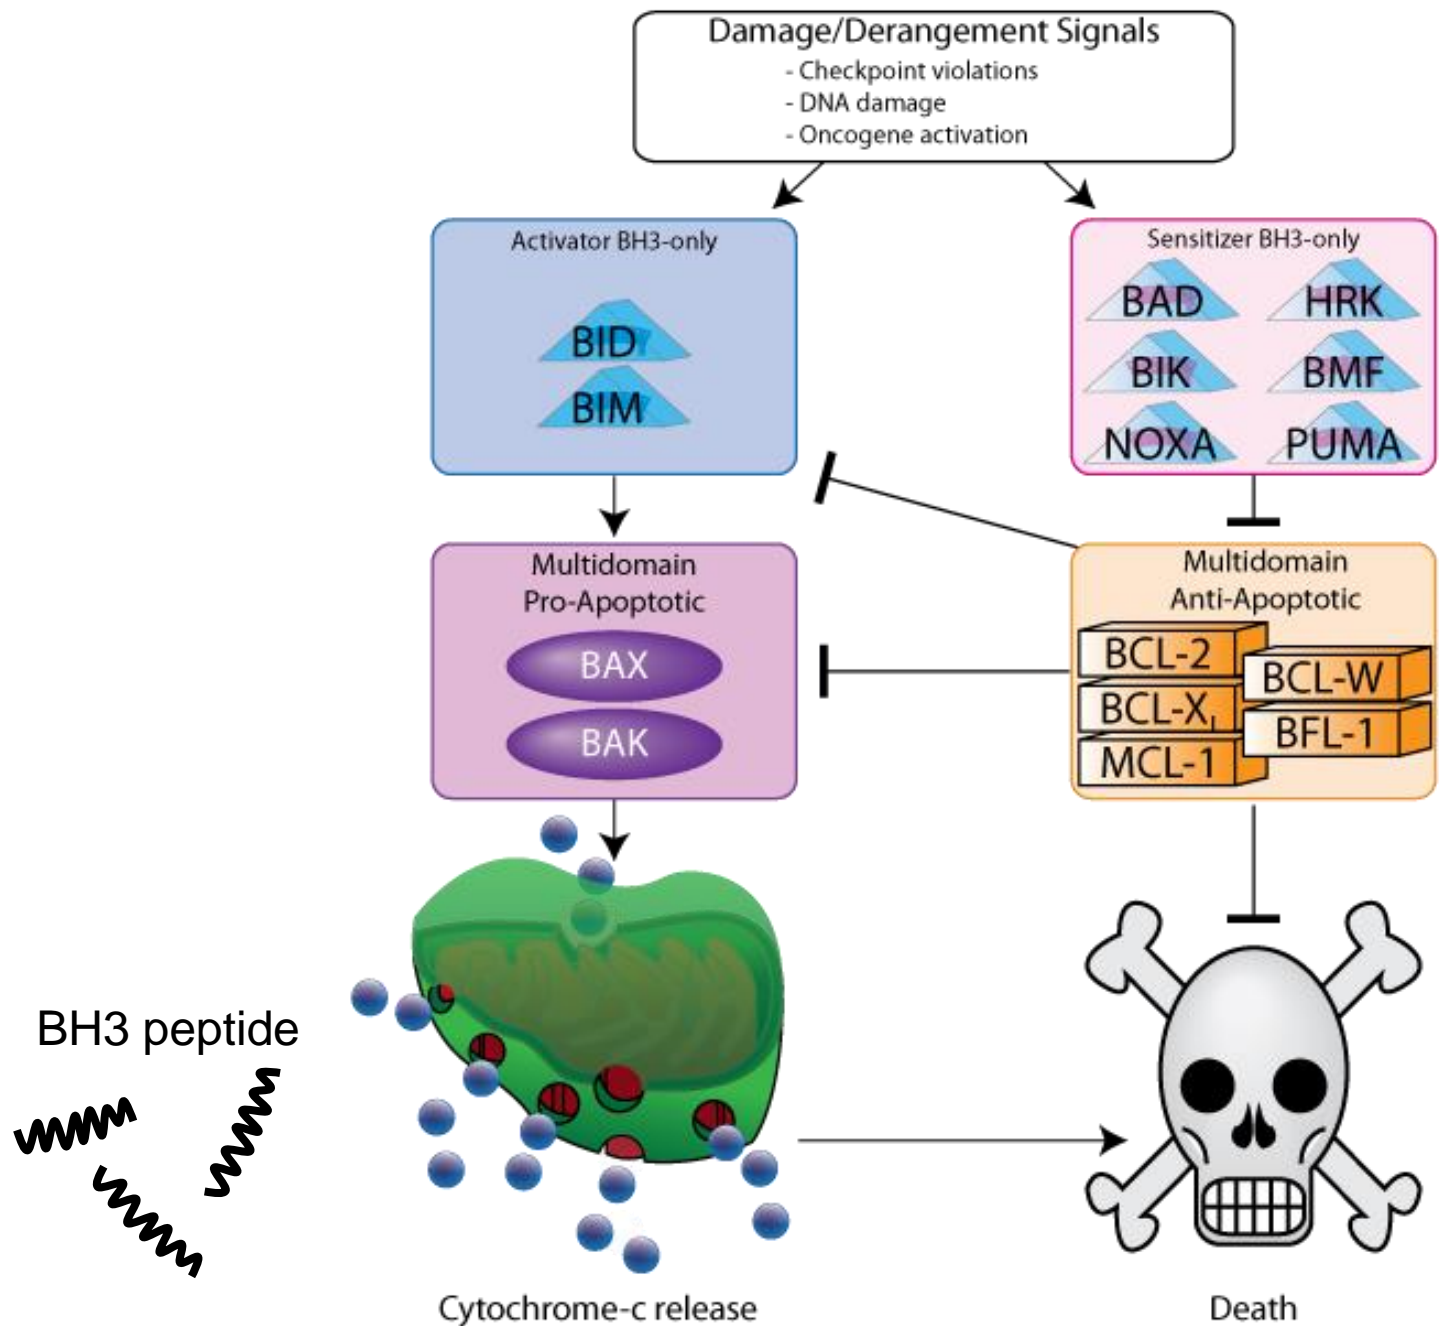 Damage/Derangement Signals
- Checkpoint violations
- DNA damage
- Oncogene activation
Activator BH3-only
BID
BIM
Sensitizer BH3-only
BAD
HRK
BIK
BMF
NOXA
PUMA
Multidomain
Pro-Apoptotic
BAX
BAK
Multidomain
Anti-Apoptotic
BCL-2
BCL-W
BCL-XL
BFL-1
MCL-1
BH3 peptide
Cytochrome-c release
Death